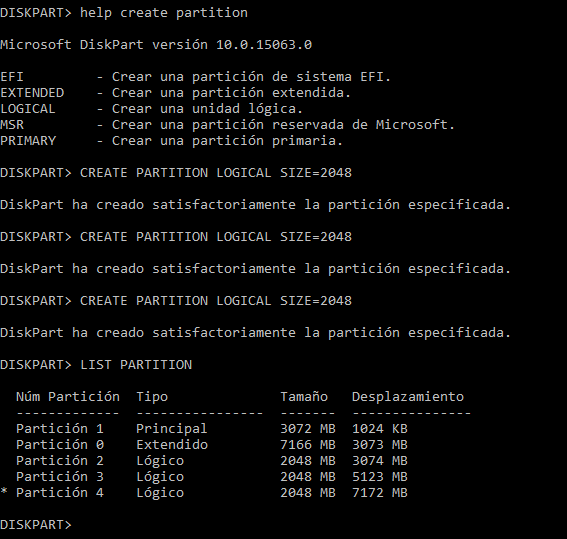 DISKPART> help create partition
Microsoft DiskPart versión 10.0.15063.0
EFI - Crear una partición de sistema EFI.
EXTENDED - Crear una partición extendida.
LOGICAL - Crear una unidad lógica.
MSR - Crear una partición reservada de Microsoft.
PRIMARY - Crear una partición primaria.
DISKPART> CREATE PARTITION LOGICAL SIZE=2048
DiskPart ha creado satisfactoriamente la partición especificada.
DISKPART> CREATE PARTITION LOGICAL SIZE=2048
DiskPart ha creado satisfactoriamente la partición especificada.
DISKPART> CREATE PARTITION LOGICAL SIZE=2048
DiskPart ha creado satisfactoriamente la partición especificada.
DISKPART> LIST PARTITION
Núm Partición Tipo Tamaño Desplazamiento
------------- ---------------- ------- ---------------
Partición 1 Principal 3072 MB 1024 KB
Partición 0 Extendido 7166 MB 3073 MB
Partición 2 Lógico 2048 MB 3074 MB
Partición 3 Lógico 2048 MB 5123 MB
* Partición 4 Lógico 2048 MB 7172 MB
DISKPART>